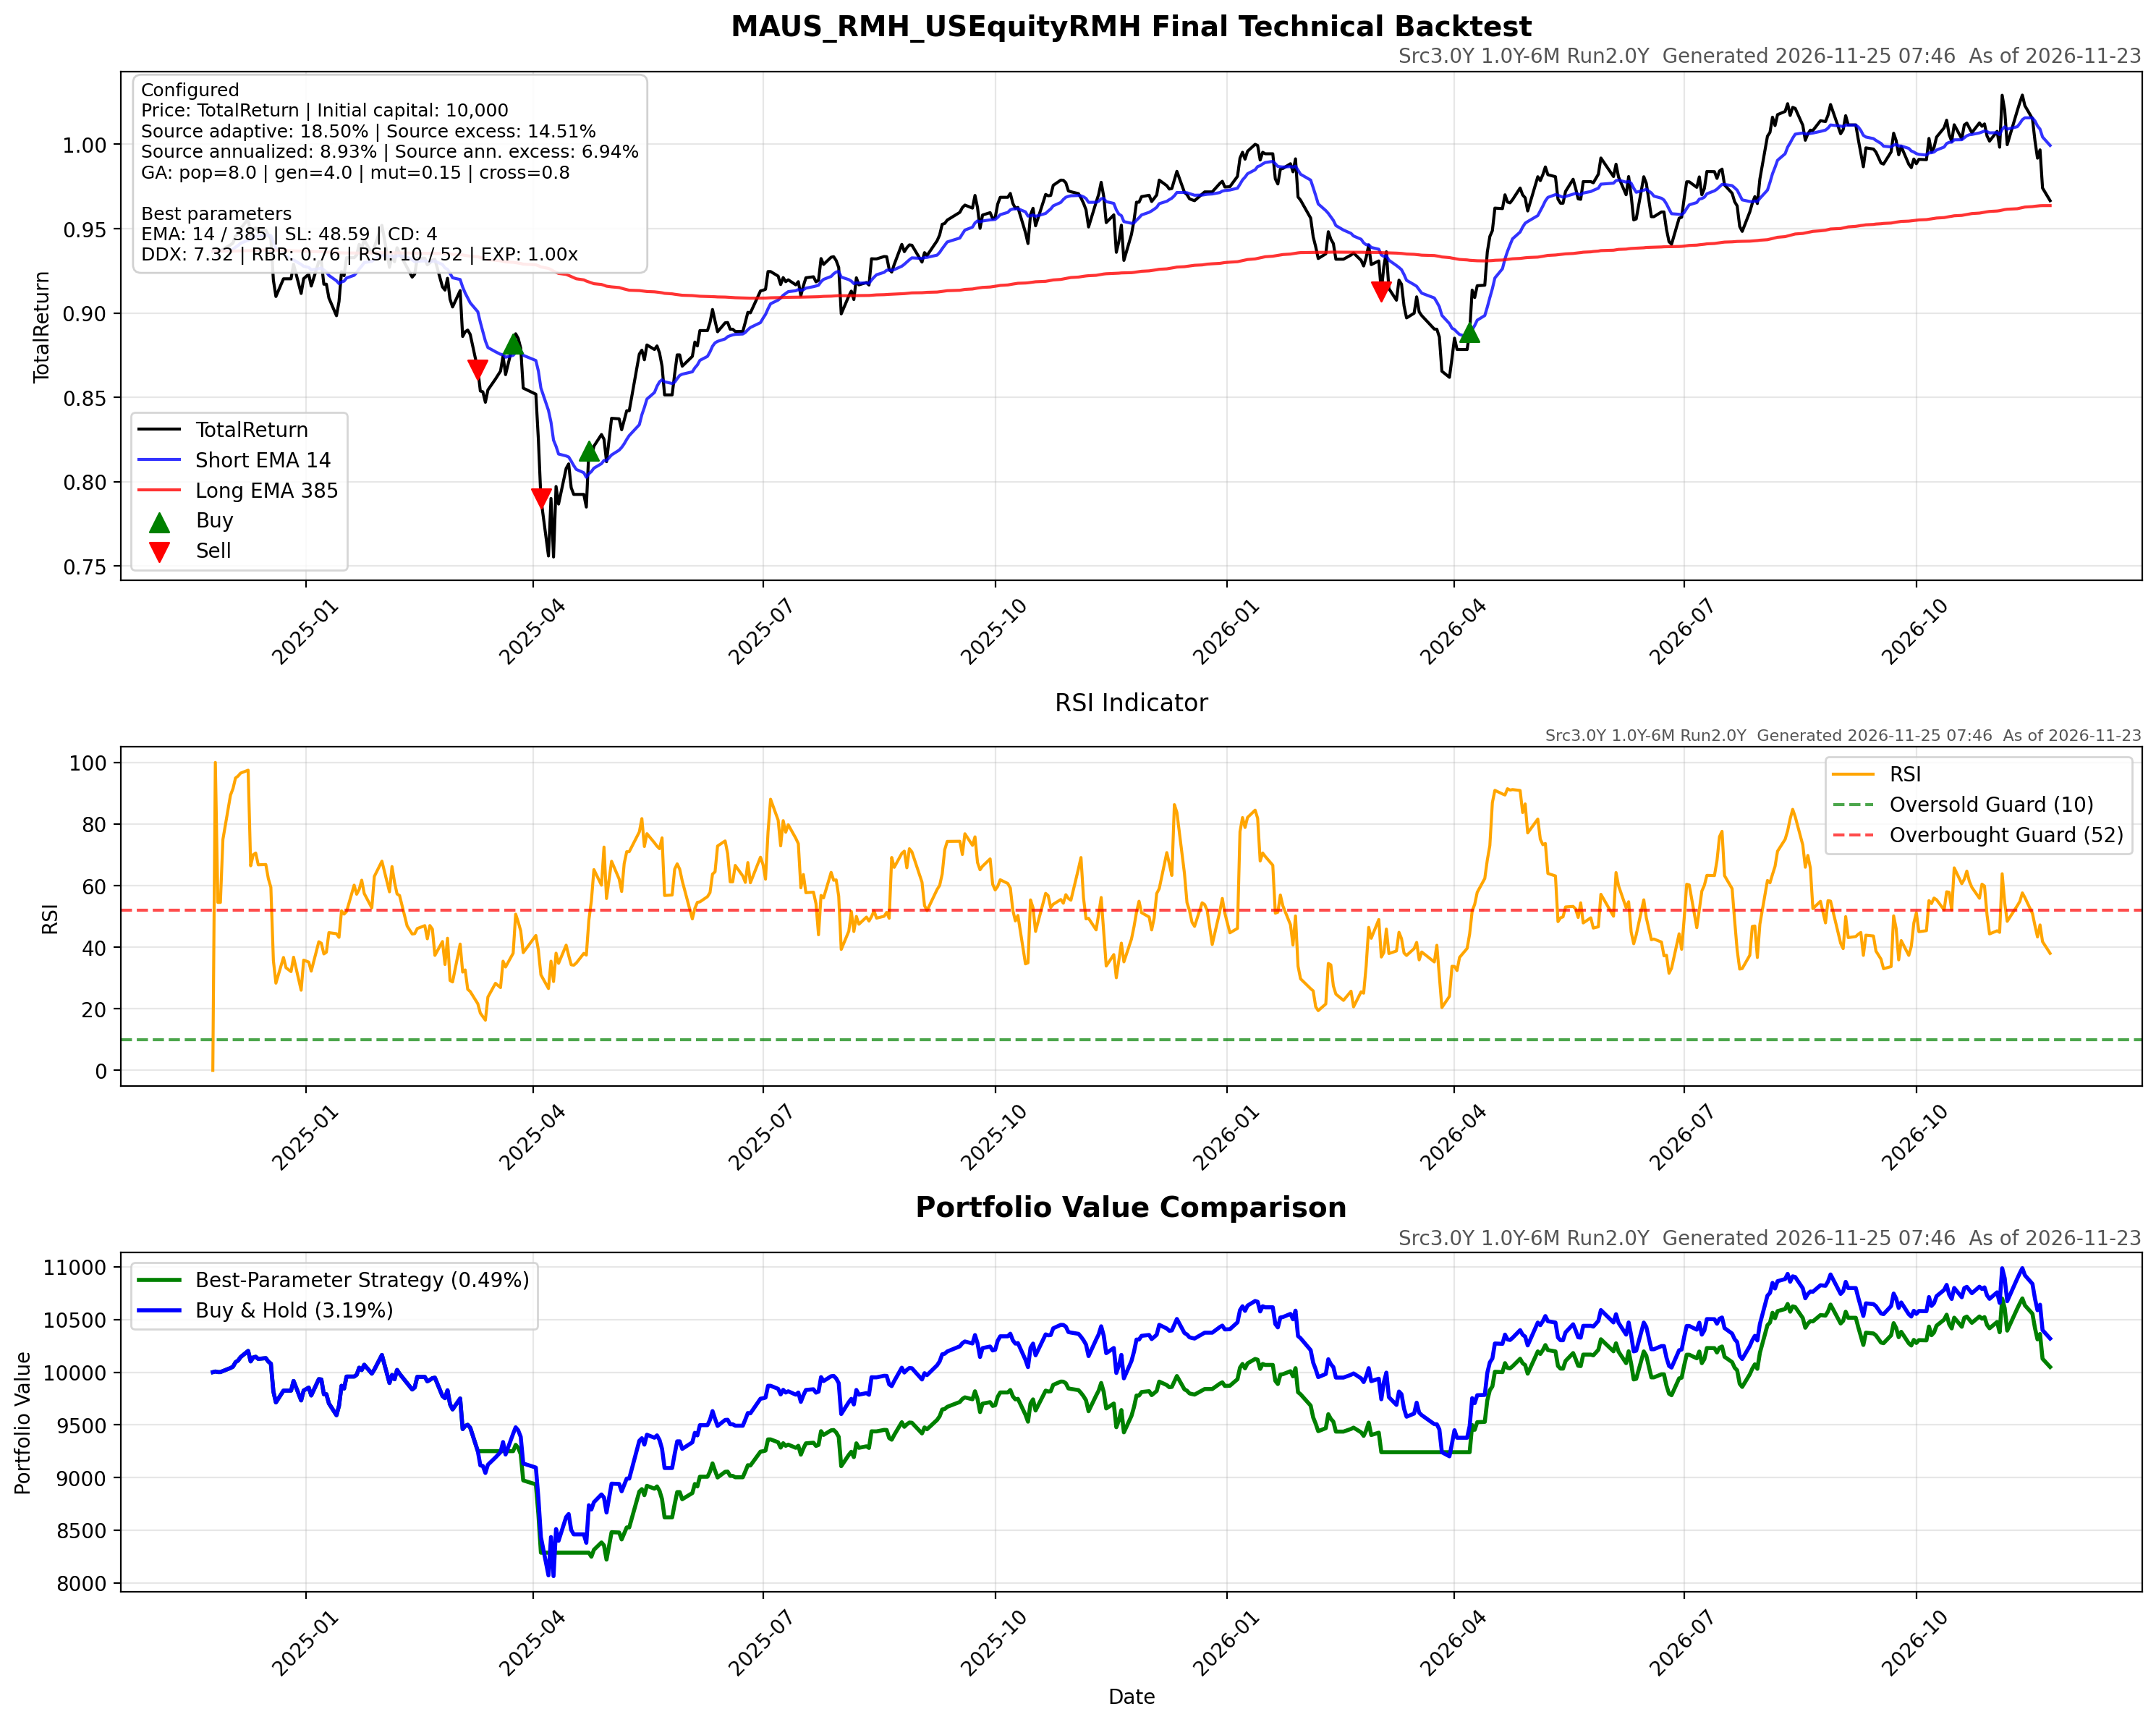 MAUS_RMH_USEquityRMH Final Technical Backtest
Src3.0Y 1.0Y-6M Run2.0Y  Generated 2026-11-25 07:46  As of 2026-11-23
Configured
Price: TotalReturn | Initial capital: 10,000
Source adaptive: 18.50% | Source excess: 14.51%
Source annualized: 8.93% | Source ann. excess: 6.94%
GA: pop=8.0 | gen=4.0 | mut=0.15 | cross=0.8
Best parameters
EMA: 14 / 385 | SL: 48.59 | CD: 4
DDX: 7.32 | RBR: 0.76 | RSI: 10 / 52 | EXP: 1.00x
TotalReturn
1.00
0.95
0.90
0.85
0.80
0.75
TotalReturn
Short EMA 14
Long EMA 385
Buy
Sell
2025-01
2025-04
2025-07
2025-10
2026-01
2026-04
2026-07
2026-10
RSI Indicator
Src3.0Y 1.0Y-6M Run2.0Y  Generated 2026-11-25 07:46  As of 2026-11-23
RSI
100
80
60
40
20
0
RSI
Oversold Guard (10)
Overbought Guard (52)
2025-01
2025-04
2025-07
2025-10
2026-01
2026-04
2026-07
2026-10
Portfolio Value Comparison
Src3.0Y 1.0Y-6M Run2.0Y  Generated 2026-11-25 07:46  As of 2026-11-23
Portfolio Value
11000
10500
10000
9500
9000
8500
8000
Best-Parameter Strategy (0.49%)
Buy & Hold (3.19%)
2025-01
2025-04
2025-07
2025-10
2026-01
2026-04
2026-07
2026-10
Date